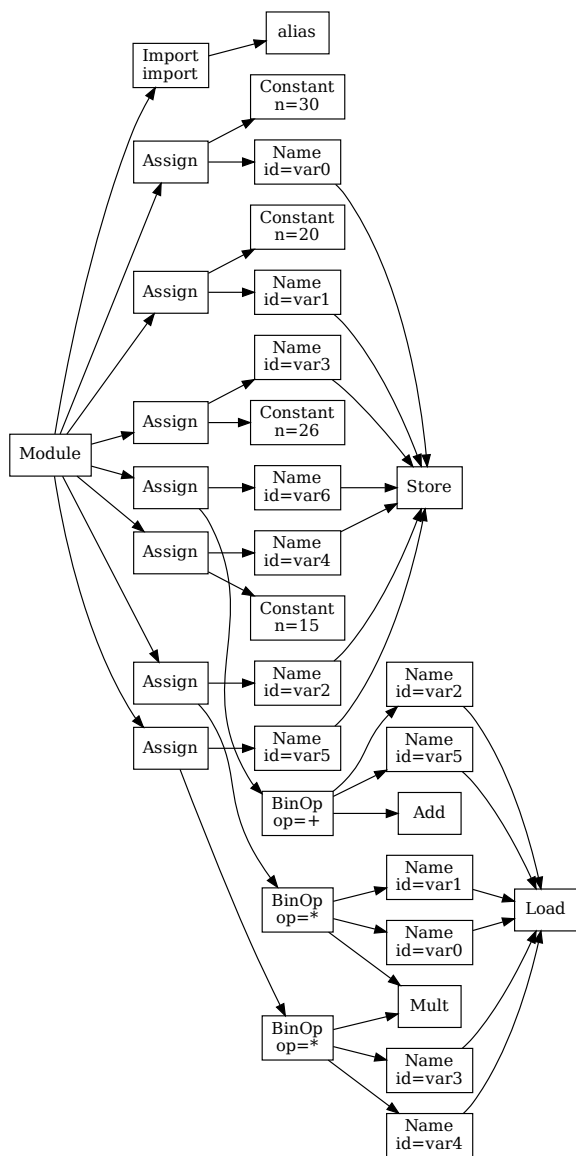 alias
Import
import
Constant
n=30
Assign
Name
id=var0
Constant
n=20
Assign
Name
id=var1
Name
id=var3
Assign
Constant
n=26
Module
Assign
Name
id=var6
Store
Assign
Name
id=var4
Constant
n=15
Assign
Name
id=var2
Name
id=var2
Assign
Name
id=var5
Name
id=var5
BinOp
op=+
Add
Name
id=var1
BinOp
op=*
Load
Name
id=var0
Mult
BinOp
op=*
Name
id=var3
Name
id=var4